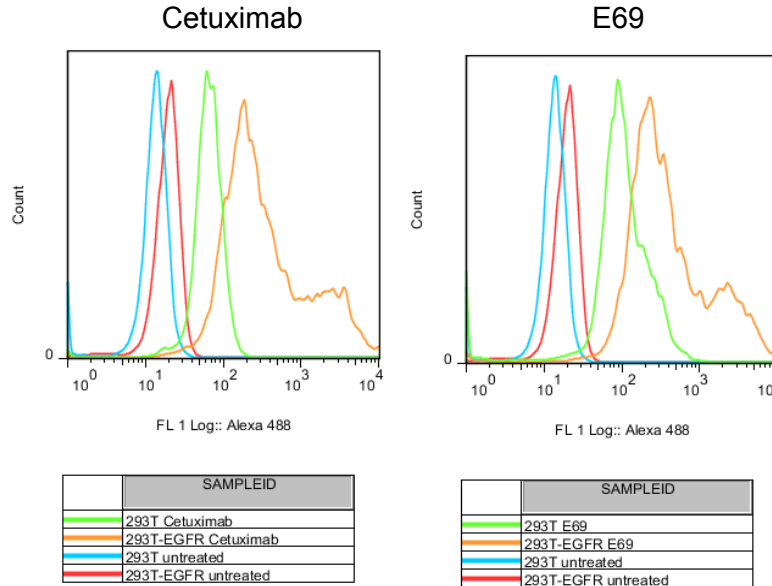 Cetuximab
E69
Count
0
10^0 10^1 10^2 10^3 10^4
FL 1 Log:: Alexa 488
SAMPLEID
293T Cetuximab
293T-EGFR Cetuximab
293T untreated
293T-EGFR untreated
Count
0
10^0 10^1 10^2 10^3 10
FL 1 Log:: Alexa 488
SAMPLEID
293T E69
293T-EGFR E69
293T untreated
293T-EGFR untreated